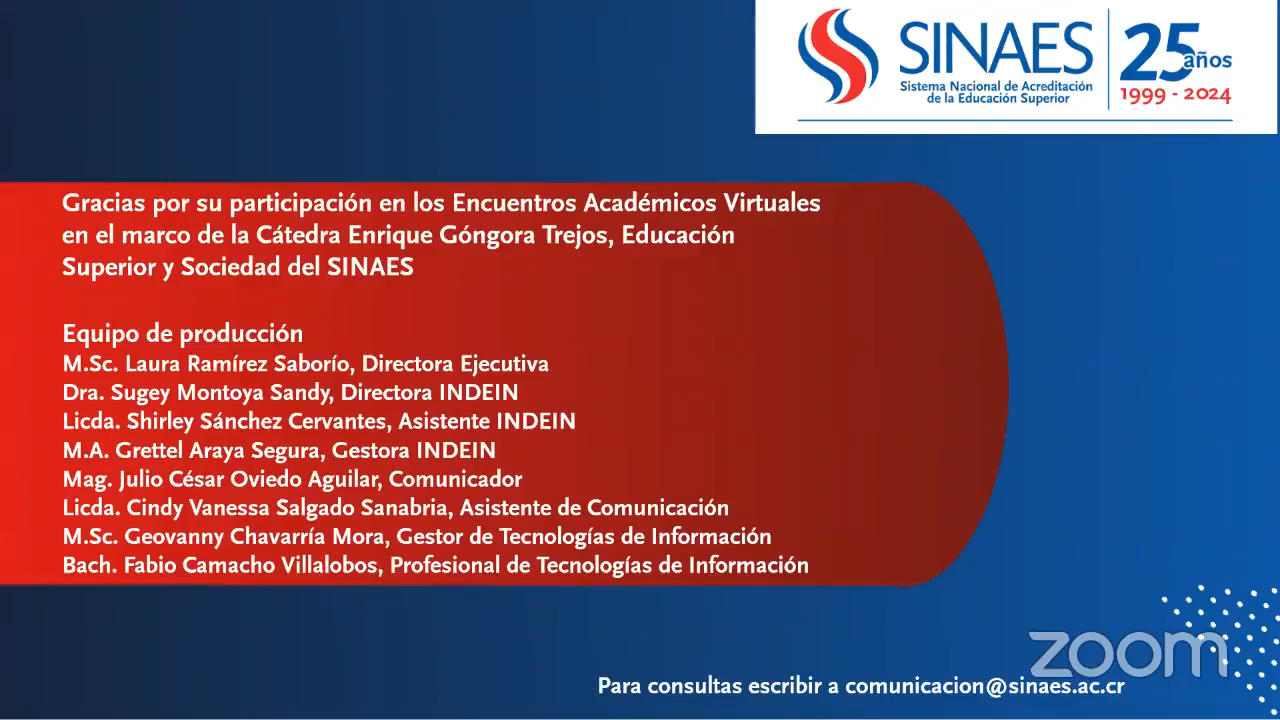 SINAES
Sistema Nacional de Acreditación
de la Educación Superior
25 años
1999 - 2024
Gracias por su participación en los Encuentros Académicos Virtuales
en el marco de la Cátedra Enrique Góngora Trejos, Educación
Superior y Sociedad del SINAES
Equipo de producción
M.Sc. Laura Ramírez Saborío, Directora Ejecutiva
Dra. Sugey Montoya Sandy, Directora INDEIN
Licda. Shirley Sánchez Cervantes, Asistente INDEIN
M.A. Grettel Araya Segura, Gestora INDEIN
Mag. Julio César Oviedo Aguilar, Comunicador
Licda. Cindy Vanessa Salgado Sanabria, Asistente de Comunicación
M.Sc. Geovanny Chavarría Mora, Gestor de Tecnologías de Información
Bach. Fabio Camacho Villalobos, Profesional de Tecnologías de Información
zoom
Para consultas escribir a comunicacion@sinaes.ac.cr